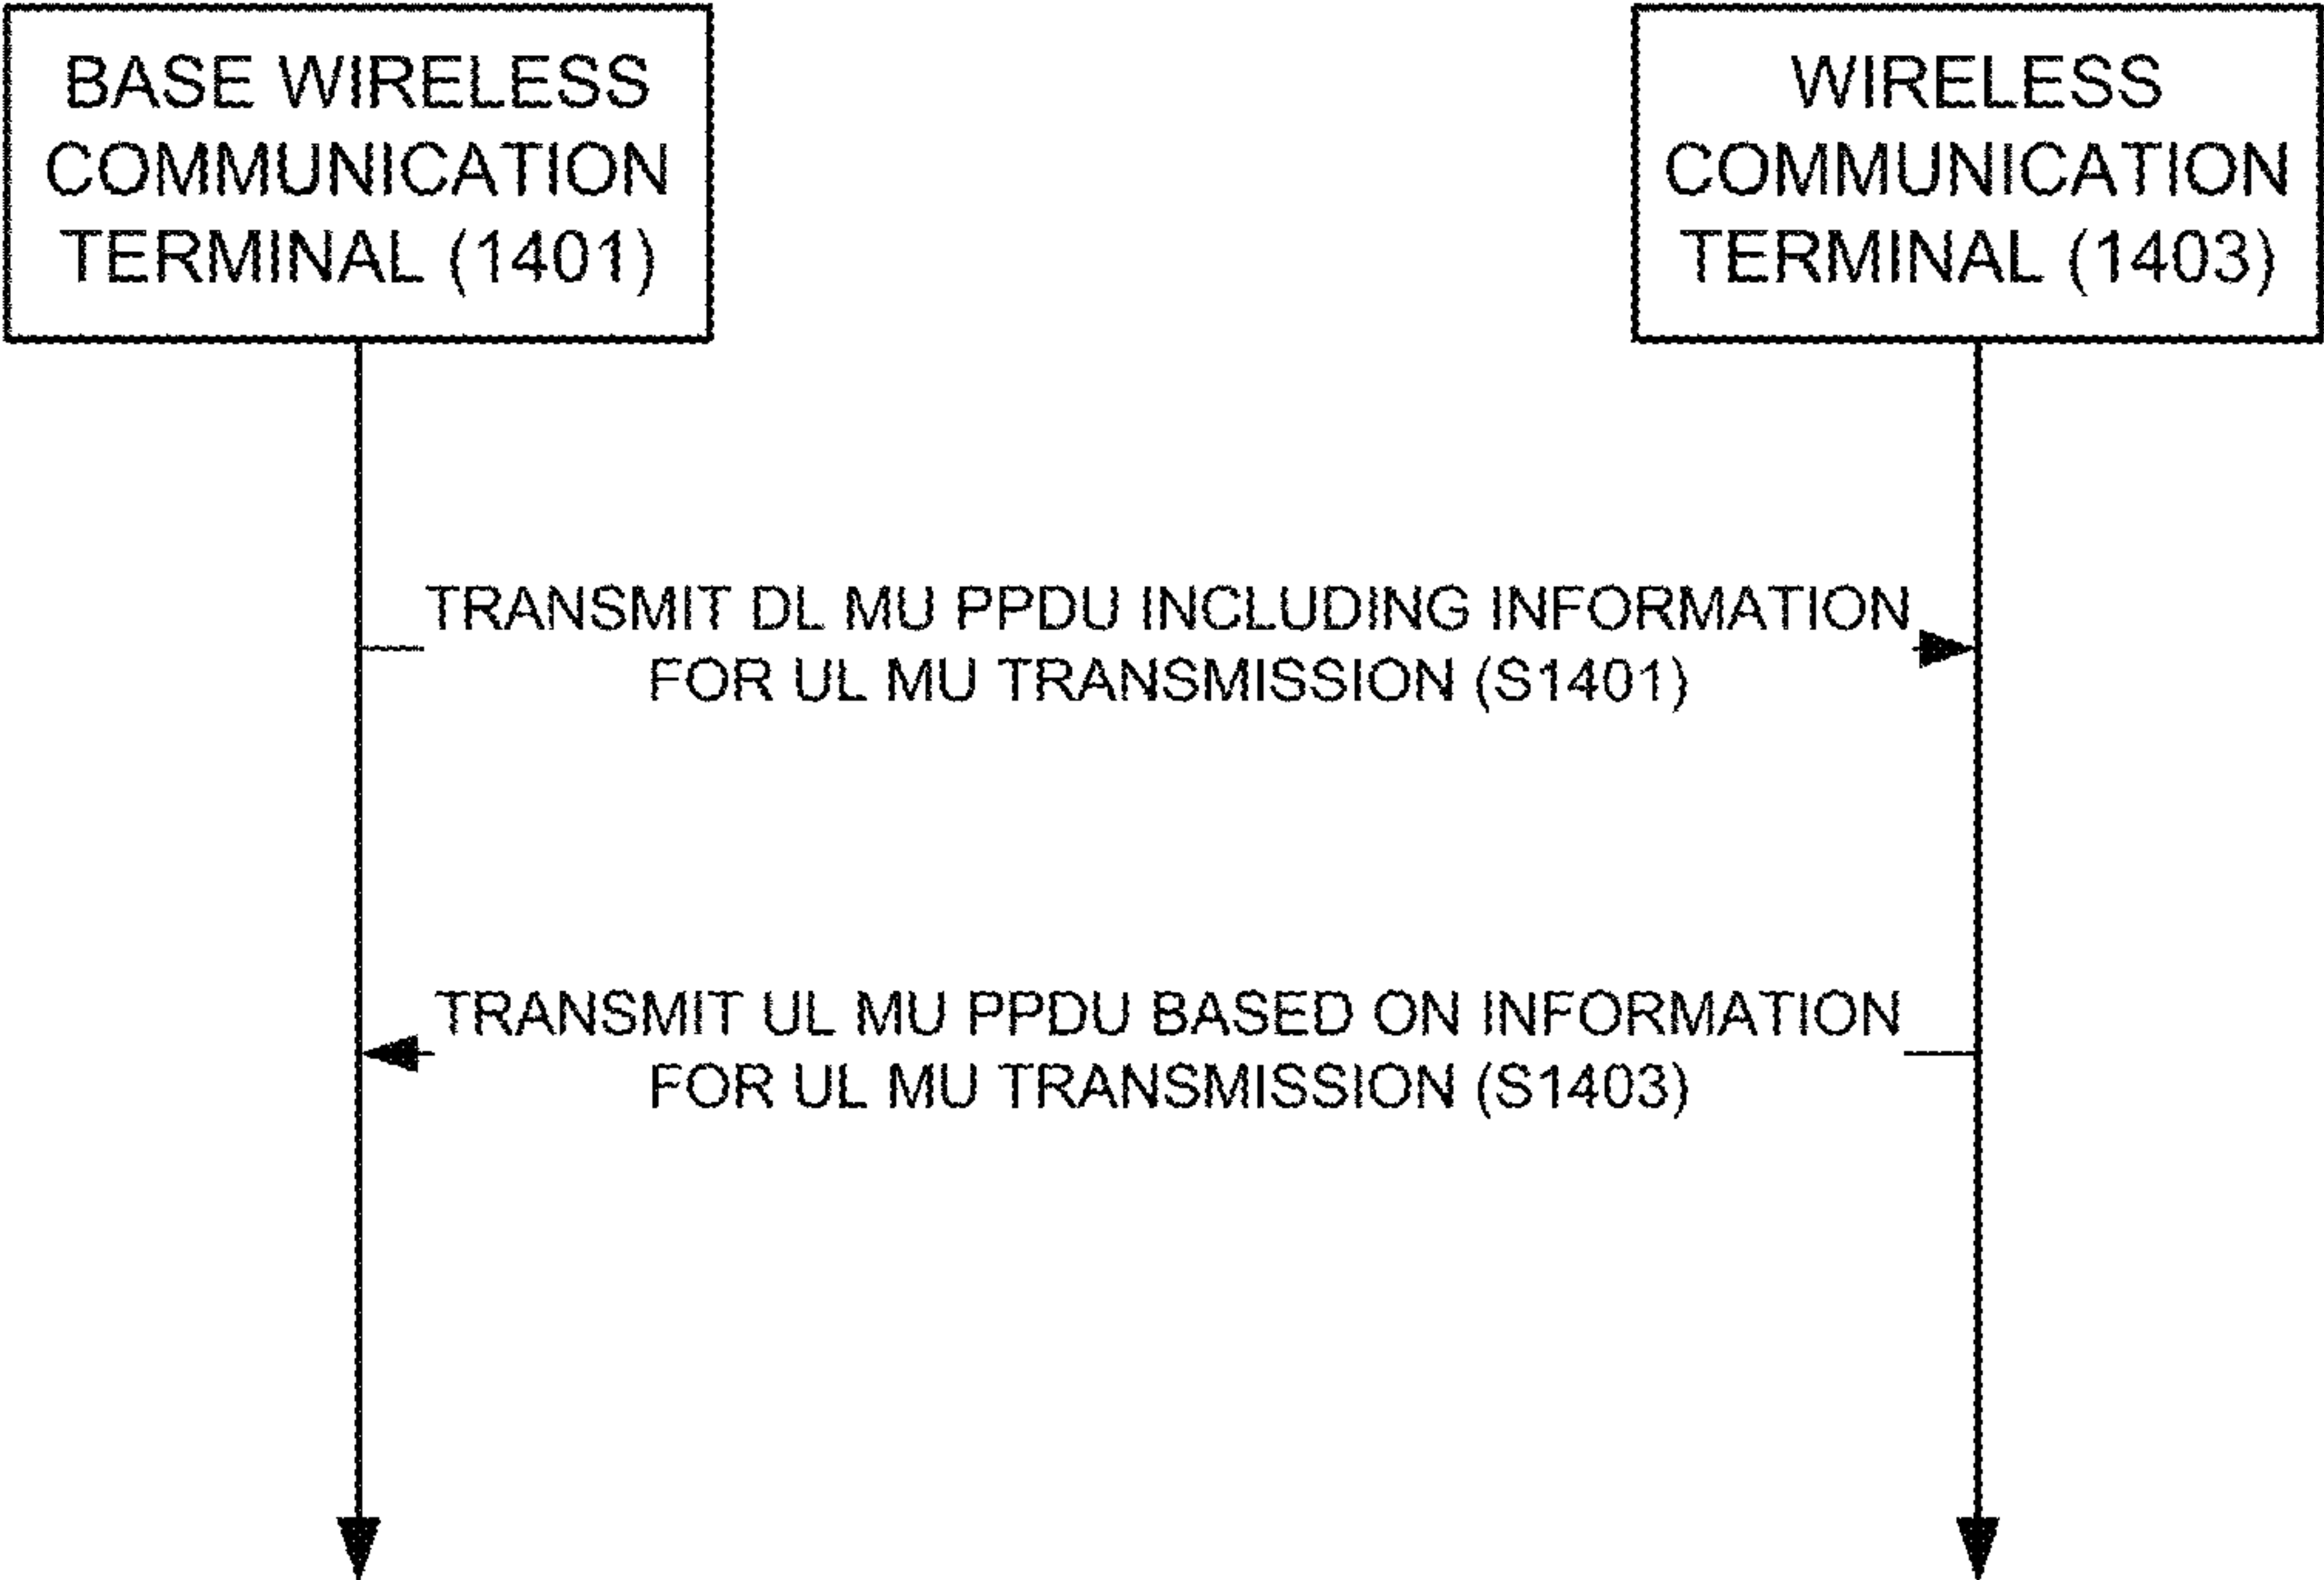 BASE WIRELESS
COMMUNICATION
TERMINAL (1401)
WIRELESS
COMMUNICATION
TERMINAL (1403)
TRANSMIT DL MU PPDU INCLUDING INFORMATION
FOR UL MU TRANSMISSION (S1401)
TRANSMIT UL MU PPDU BASED ON INFORMATION
FOR UL MU TRANSMISSION (S1403)